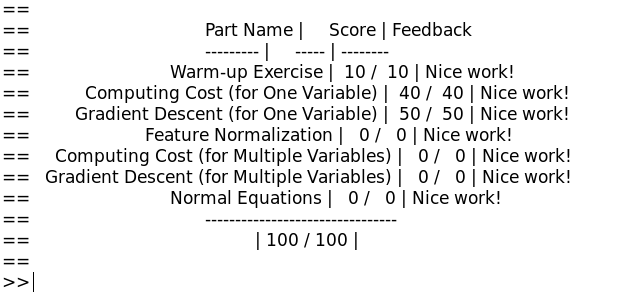 ==
== Part Name | Score | Feedback
== --------- | ----- | --------
== Warm-up Exercise | 10 / 10 | Nice work!
== Computing Cost (for One Variable) | 40 / 40 | Nice work!
== Gradient Descent (for One Variable) | 50 / 50 | Nice work!
== Feature Normalization | 0 / 0 | Nice work!
== Computing Cost (for Multiple Variables) | 0 / 0 | Nice work!
== Gradient Descent (for Multiple Variables) | 0 / 0 | Nice work!
== Normal Equations | 0 / 0 | Nice work!
== --------------------------------
== | 100 / 100 |
==
>>